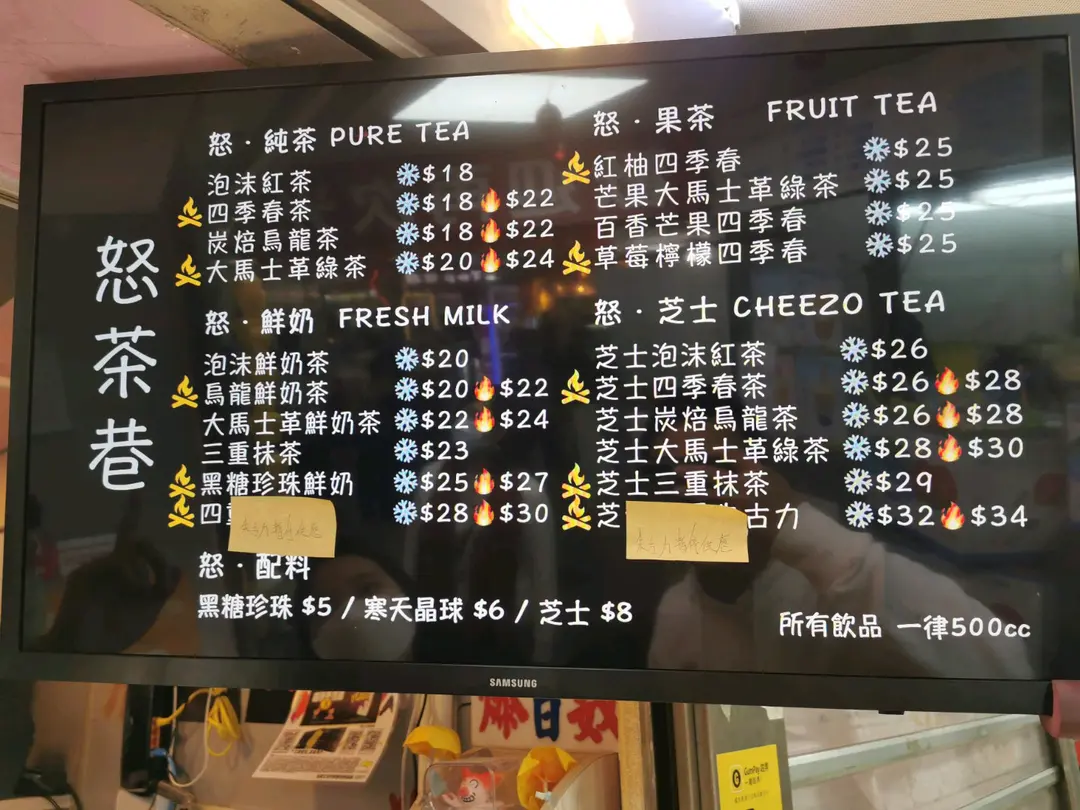 怒茶巷
怒·純茶 PURE TEA
泡沫紅茶 $18
四季春茶 $18 $22
炭焙烏龍茶 $18 $22
大馬士革綠茶 $20 $24
怒·鮮奶 FRESH MILK
泡沫鮮奶茶 $20
烏龍鮮奶茶 $20 $22
大馬士革鮮奶茶 $22 $24
三重抹茶 $23
黑糖珍珠鮮奶 $25 $27
四 $28 $30
怒·配料
黑糖珍珠 $5 / 寒天晶球 $6 / 芝士 $8
怒·果茶 FRUIT TEA
紅柚四季春 $25
芒果大馬士革綠茶 $25
百香芒果四季春 $25
草莓檸檬四季春 $25
怒·芝士 CHEEZO TEA
芝士泡沫紅茶 $26
芝士四季春茶 $26 $28
芝士炭焙烏龍茶 $26 $28
芝士大馬士革綠茶 $28 $30
芝士三重抹茶 $29
芝 古力 $32 $34
所有飲品 一律500cc
SAMSUNG